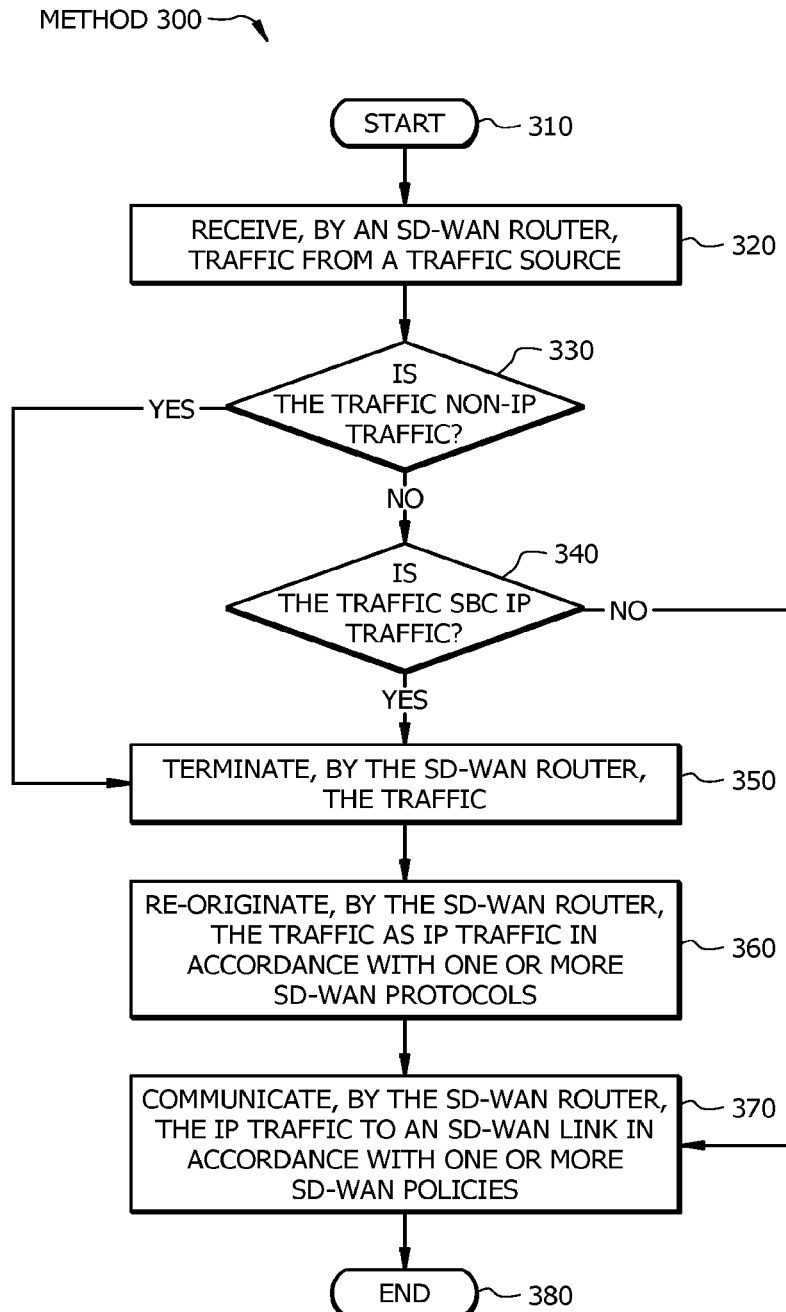 METHOD 300
START
310
RECEIVE, BY AN SD-WAN ROUTER,
TRAFFIC FROM A TRAFFIC SOURCE
320
330
IS
THE TRAFFIC NON-IP
TRAFFIC?
YES
NO
340
IS
THE TRAFFIC SBC IP
TRAFFIC?
NO
YES
TERMINATE, BY THE SD-WAN ROUTER,
THE TRAFFIC
350
RE-ORIGINATE, BY THE SD-WAN ROUTER,
THE TRAFFIC AS IP TRAFFIC IN
ACCORDANCE WITH ONE OR MORE
SD-WAN PROTOCOLS
360
COMMUNICATE, BY THE SD-WAN ROUTER,
THE IP TRAFFIC TO AN SD-WAN LINK IN
ACCORDANCE WITH ONE OR MORE
SD-WAN POLICIES
370
END
380